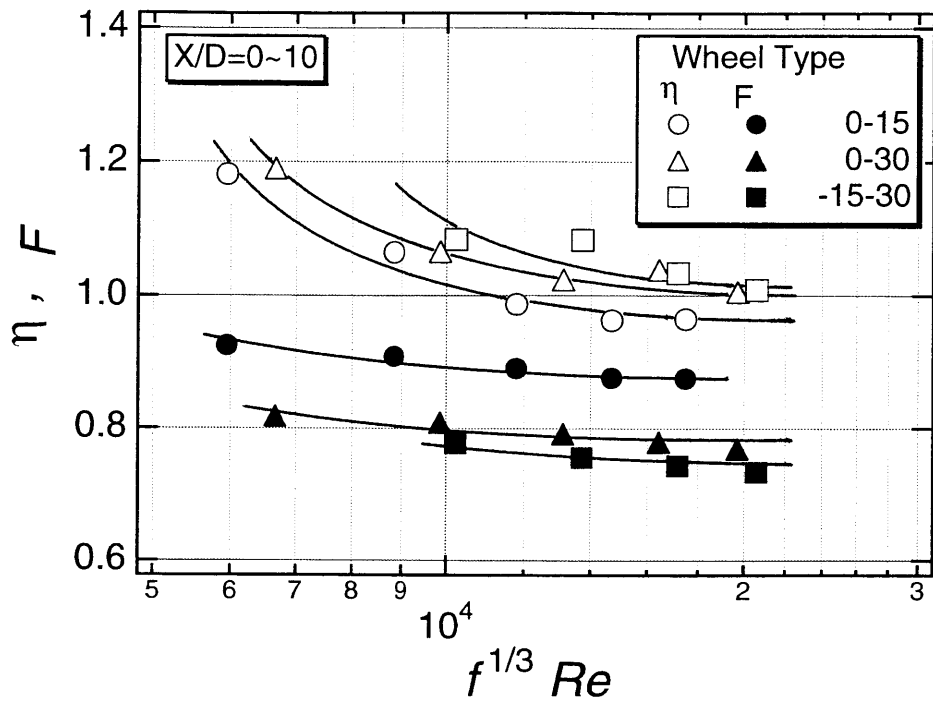 1.4
1.2
1.0
0.8
0.6
η , F
X/D=0~10
Wheel Type
η F
0-15
0-30
-15-30
5 6 7 8 9 2 3
10⁴
f^1/3 Re